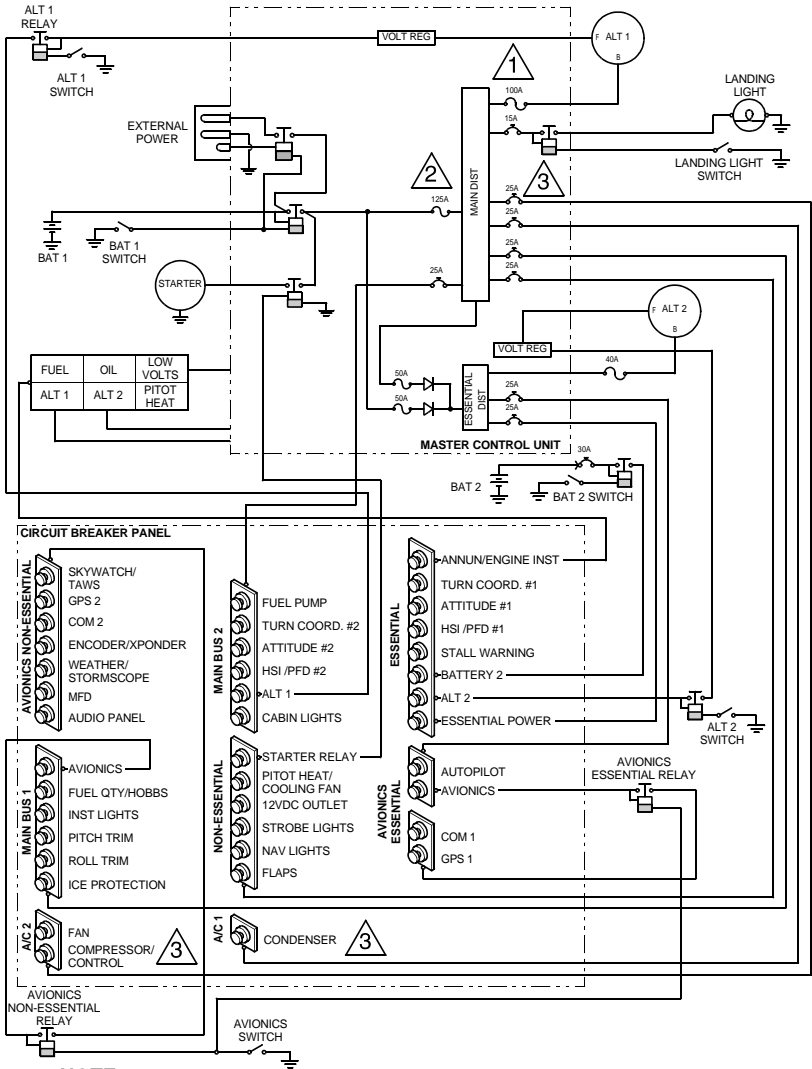 ALT 1
RELAY
ALT 1
SWITCH
VOLT REG
F
ALT 1
B
1
100A
15A
LANDING
LIGHT
LANDING LIGHT
SWITCH
EXTERNAL
POWER
2
125A
MAIN DIST
3
25A
25A
25A
25A
BAT 1
BAT 1
SWITCH
STARTER
25A
F
ALT 2
B
VOLT REG
40A
FUEL
OIL
LOW
VOLTS
ALT 1
ALT 2
PITOT
HEAT
50A
50A
ESSENTIAL
DIST
25A
25A
MASTER CONTROL UNIT
30A
BAT 2
BAT 2 SWITCH
CIRCUIT BREAKER PANEL
AVIONICS NON-ESSENTIAL
SKYWATCH/
TAWS
GPS 2
COM 2
ENCODER/XPONDER
WEATHER/
STORMSCOPE
MFD
AUDIO PANEL
MAIN BUS 2
FUEL PUMP
TURN COORD. #2
ATTITUDE #2
HSI /PFD #2
ALT 1
CABIN LIGHTS
ESSENTIAL
ANNUN/ENGINE INST
TURN COORD. #1
ATTITUDE #1
HSI /PFD #1
STALL WARNING
BATTERY 2
ALT 2
ESSENTIAL POWER
ALT 2
SWITCH
MAIN BUS 1
AVIONICS
FUEL QTY/HOBBS
INST LIGHTS
PITCH TRIM
ROLL TRIM
ICE PROTECTION
NON-ESSENTIAL
STARTER RELAY
PITOT HEAT/
COOLING FAN
12VDC OUTLET
STROBE LIGHTS
NAV LIGHTS
FLAPS
AVIONICS
ESSENTIAL
AUTOPILOT
AVIONICS
COM 1
GPS 1
AVIONICS
ESSENTIAL RELAY
A/C 2
FAN
COMPRESSOR/
CONTROL
3
A/C 1
CONDENSER
3
AVIONICS
NON-ESSENTIAL
RELAY
AVIONICS
SWITCH